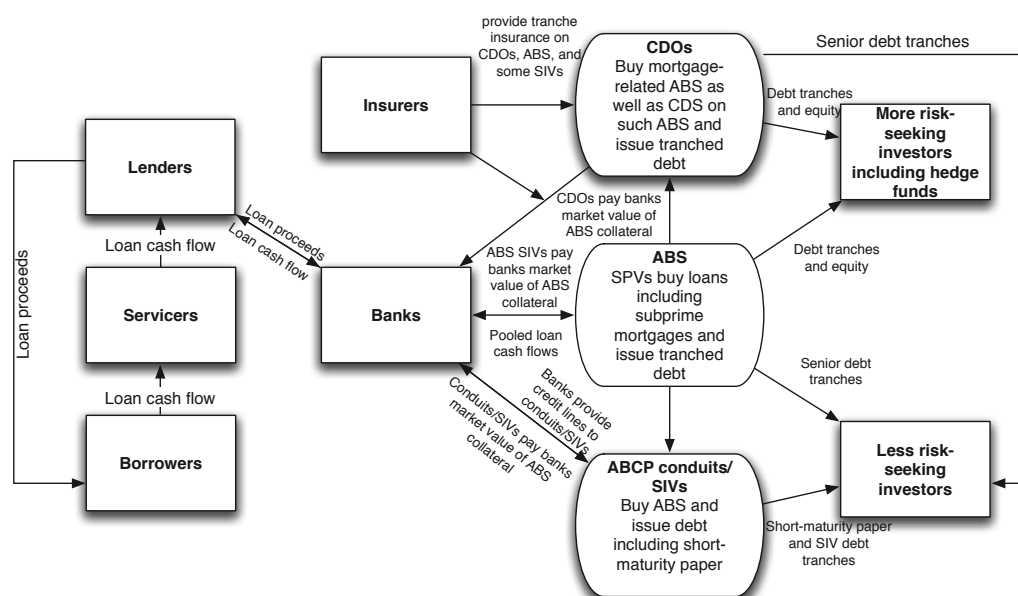 provide tranche
insurance on
CDOs, ABS, and
some SIVs
CDOs
Buy mortgage-
related ABS as
well as CDS on
such ABS and
issue tranched
debt
Senior debt tranches
Insurers
Debt tranches
and equity
More risk-
seeking
investors
including hedge
funds
Lenders
Loan proceeds
Loan cash flow
CDOs pay banks
market value of
ABS collateral
Loan cash flow
Loan proceeds
ABS SIVs pay
banks market
value of ABS
collateral
ABS
SPVs buy loans
including
subprime
mortgages and
issue tranched
debt
Debt tranches
and equity
Servicers
Banks
Pooled loan
cash flows
Senior debt
tranches
Loan cash flow
Banks provide
credit lines to
conduits/SIVs
Conduits/SIVs pay banks
market value of ABS
collateral
Borrowers
ABCP conduits/
SIVs
Buy ABS and
issue debt
including short-
maturity paper
Less risk-
seeking
investors
Short-maturity paper
and SIV debt
tranches